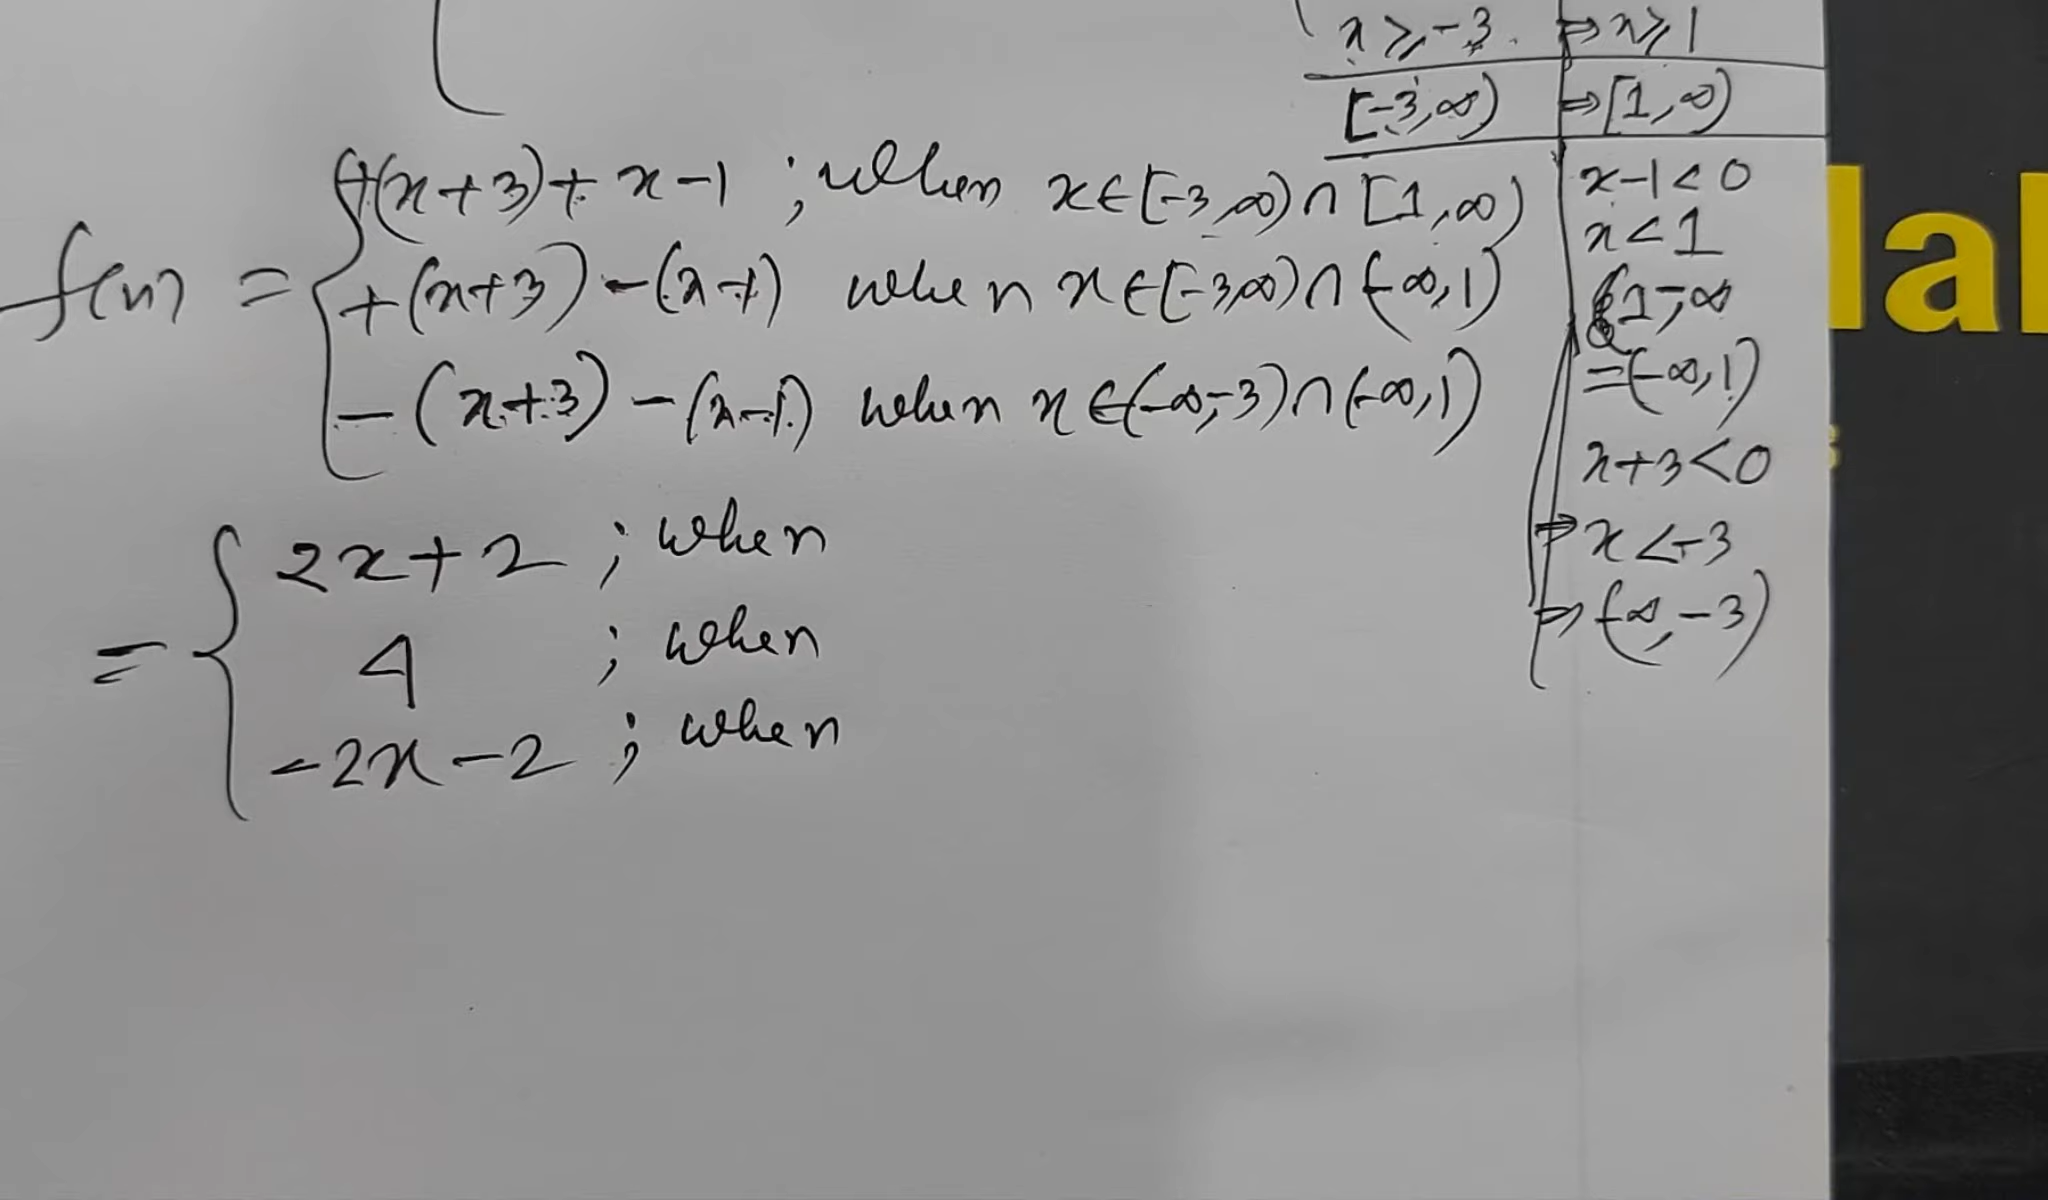 x ≥ -3. ⇒ x ≥ 1
[-3, ∞) ⇒ [1, ∞)
f(x) = { +(x+3) + x-1 ; when x ∈ [-3, ∞) ∩ [1, ∞)
+(x+3) - (x-1) when x ∈ [-3, ∞) ∩ (-∞, 1)
-(x+3) - (x-1) when x ∈ (-∞, -3) ∩ (-∞, 1)
x-1 < 0
x < 1
= (-∞, 1)
x+3 < 0
⇒ x < -3
⇒ (-∞, -3)
= { 2x+2 ; when
4 ; when
-2x-2 ; when
al